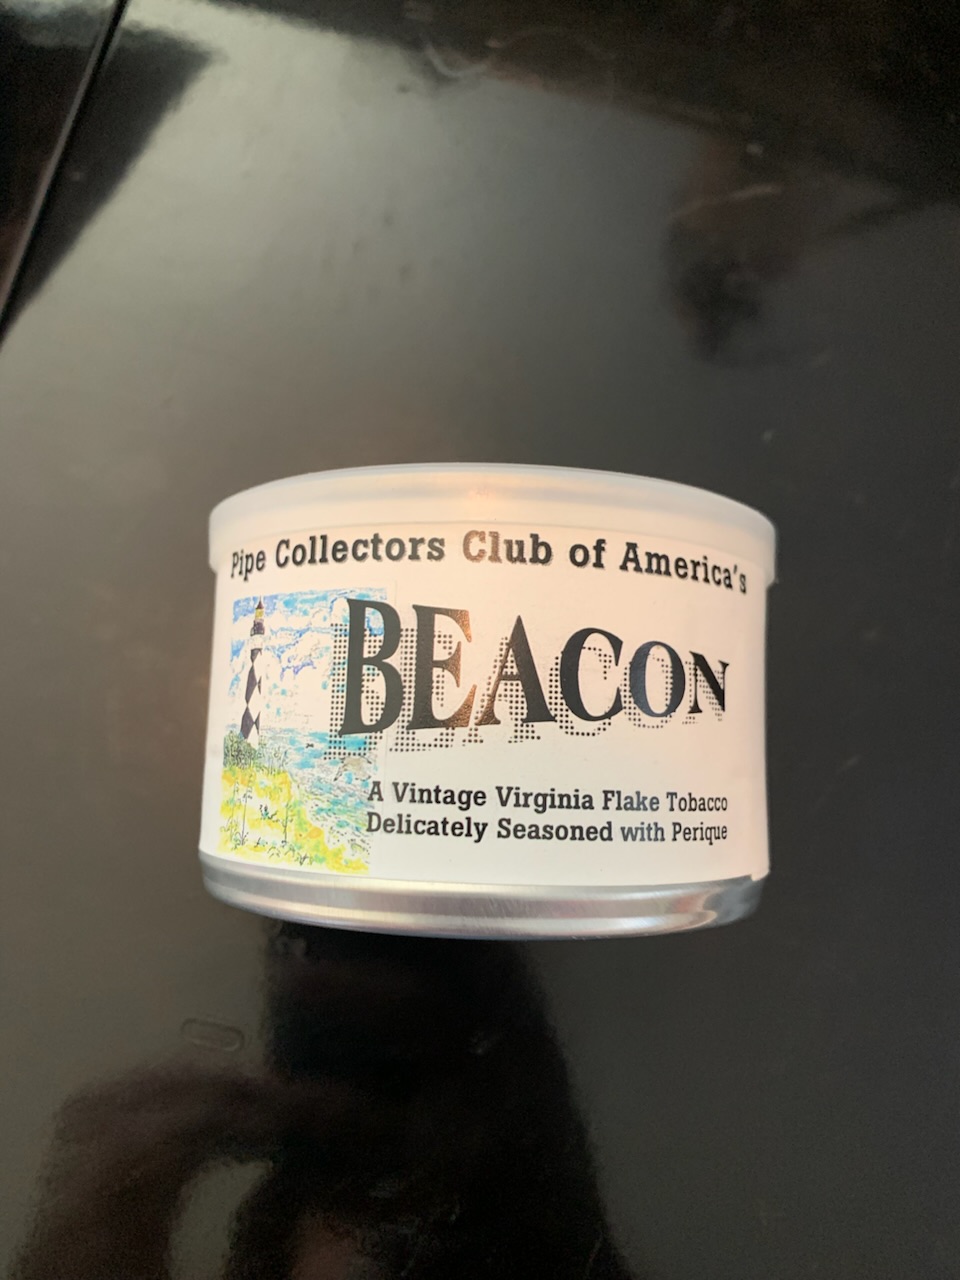 Pipe Collectors Club of America's
BEACON
A Vintage Virginia Flake Tobacco
Delicately Seasoned with Perique